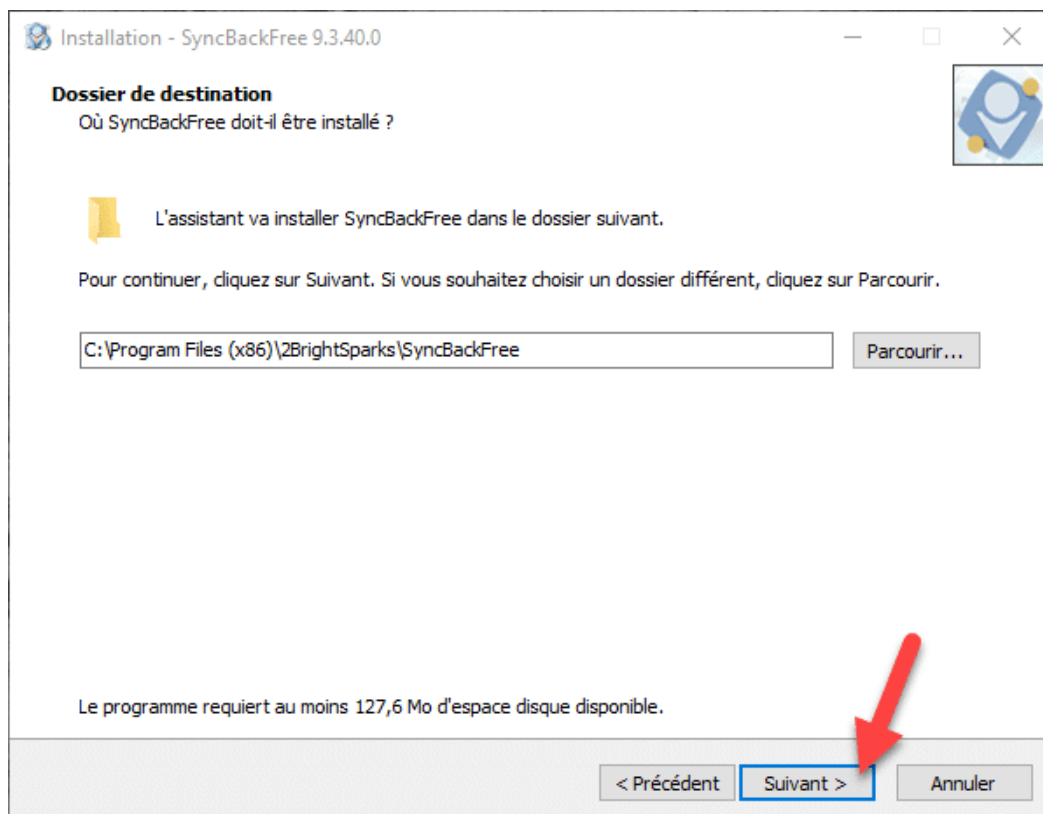 Installation - SyncBackFree 9.3.40.0
Dossier de destination
Où SyncBackFree doit-il être installé ?
L'assistant va installer SyncBackFree dans le dossier suivant.
Pour continuer, cliquez sur Suivant. Si vous souhaitez choisir un dossier différent, cliquez sur Parcourir.
C:\Program Files (x86)\2BrightSparks\SyncBackFree
Parcourir...
Le programme requiert au moins 127,6 Mo d'espace disque disponible.
< Précédent
Suivant >
Annuler